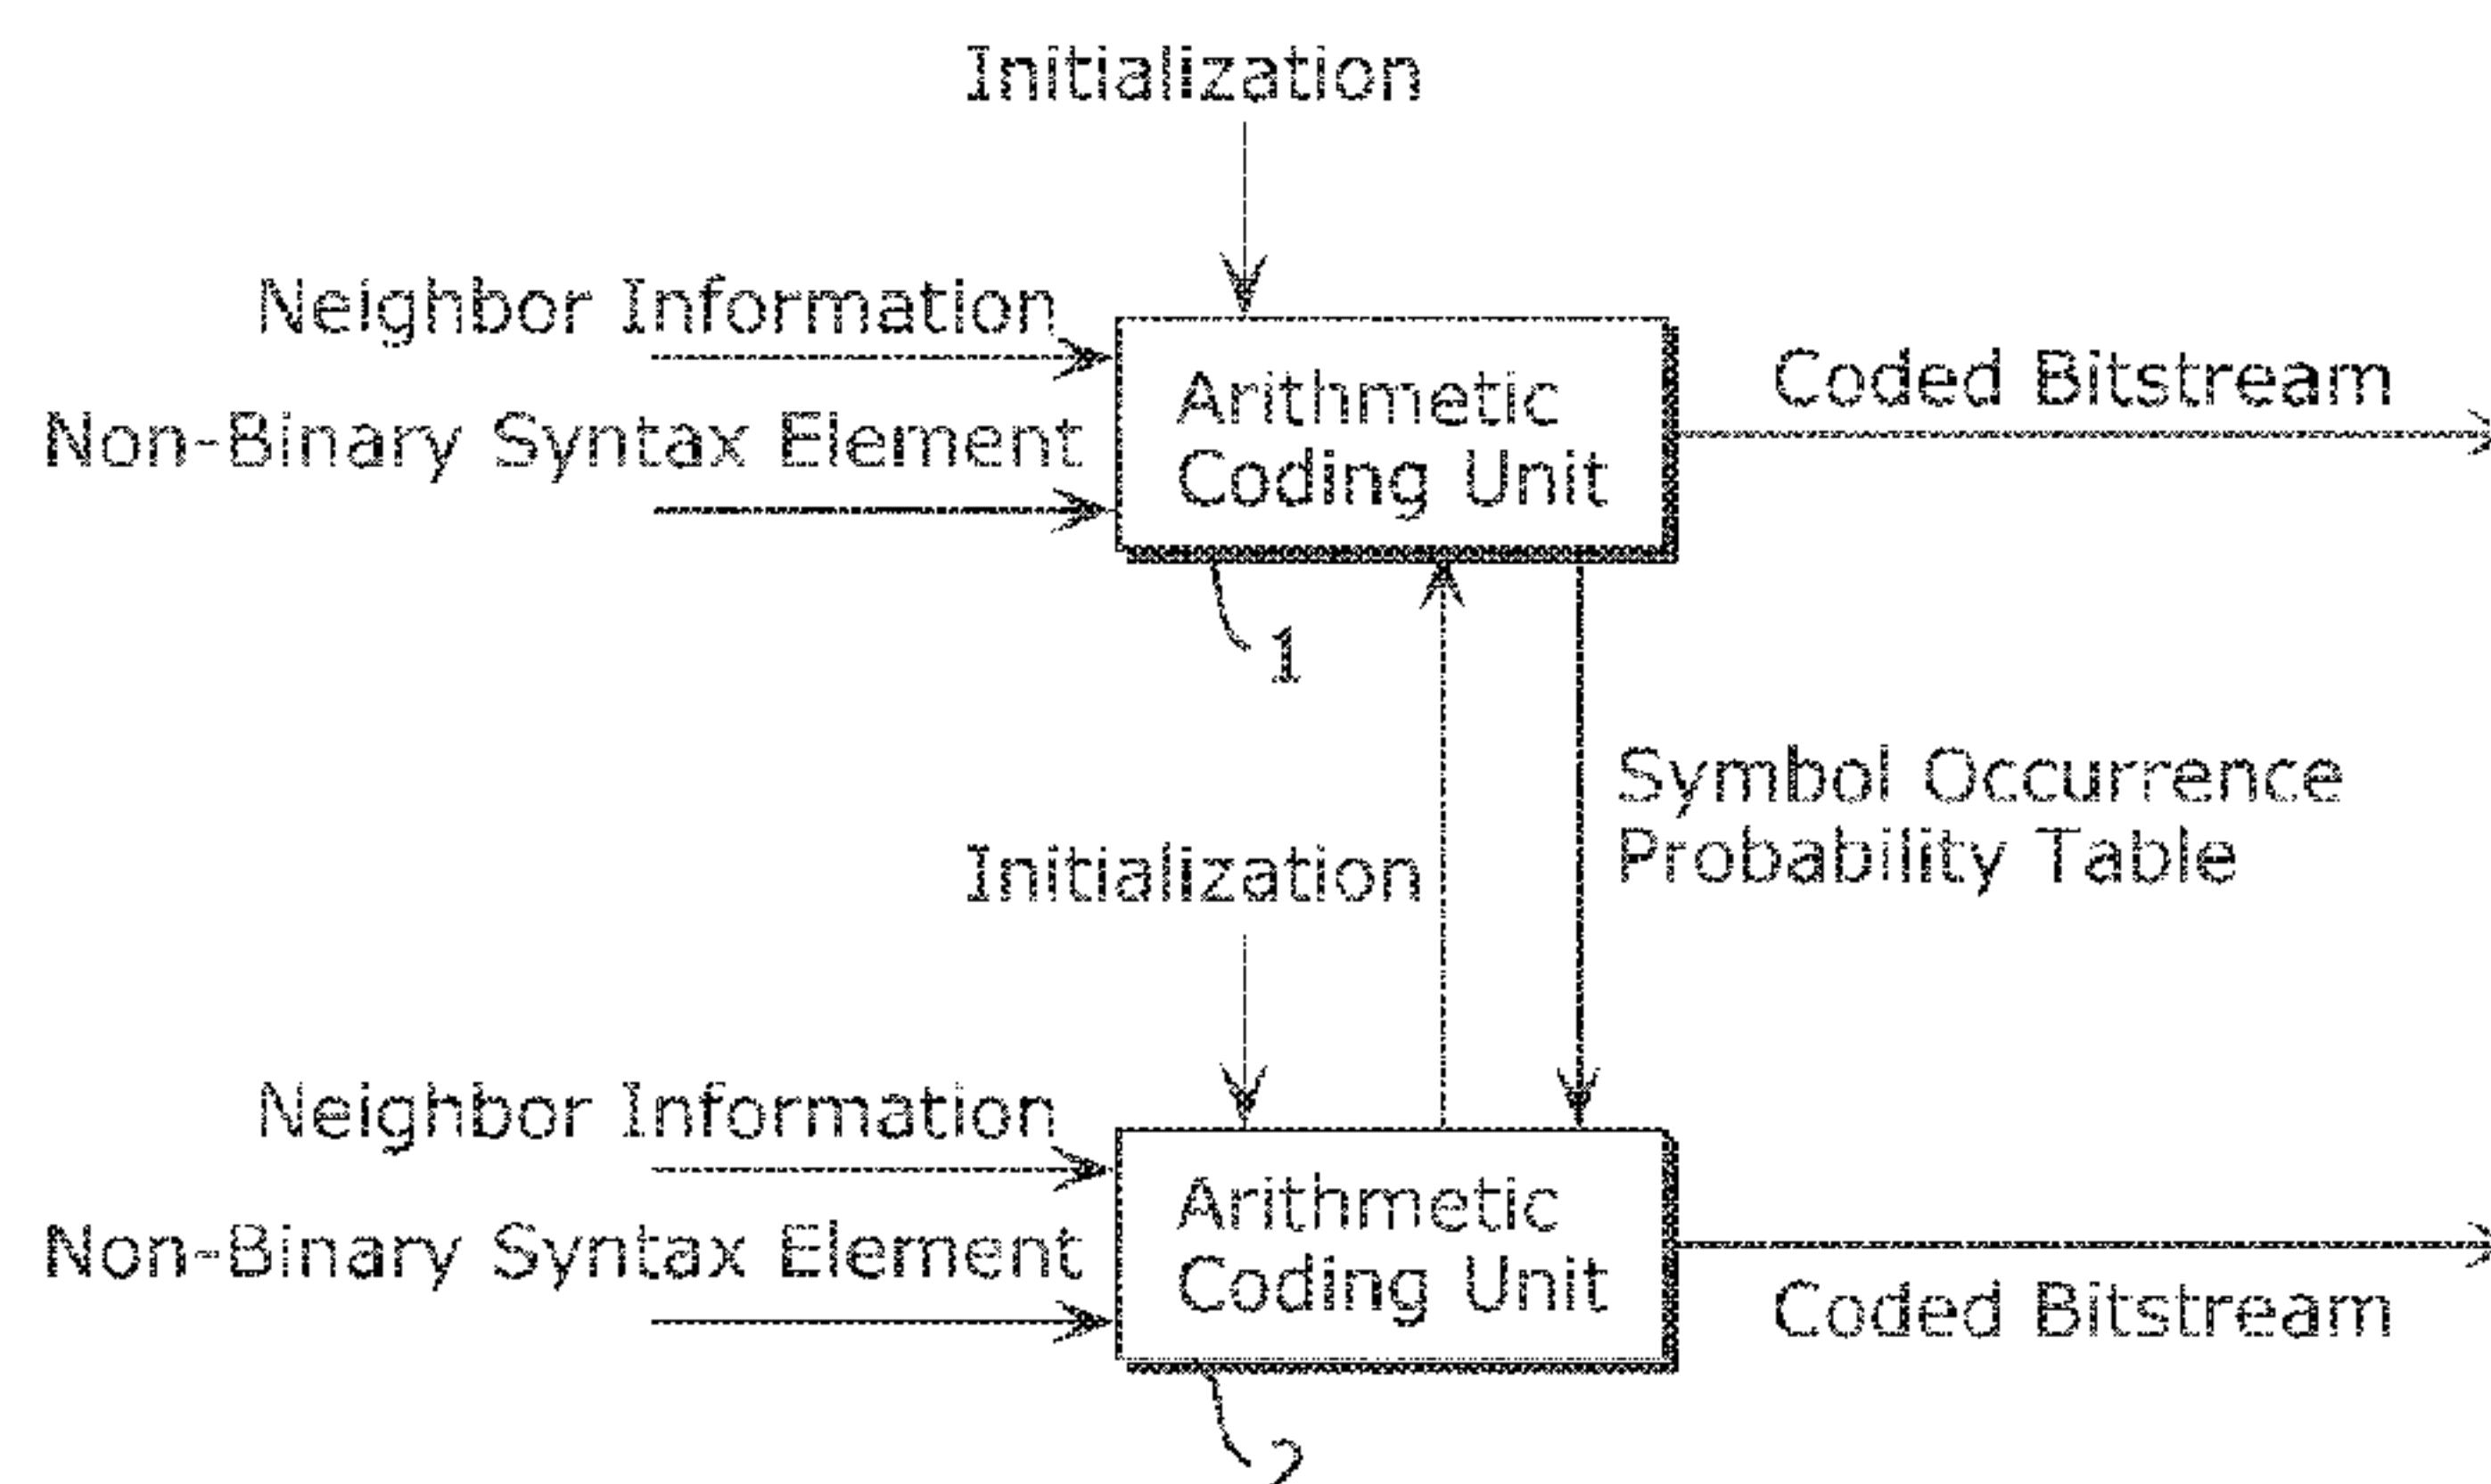 Initialization
Neighbor Information
Non-Binary Syntax Element
Arithmetic
Coding Unit
Coded Bitstream
1
Symbol Occurrence
Probability Table
Initialization
Neighbor Information
Non-Binary Syntax Element
Arithmetic
Coding Unit
Coded Bitstream
2